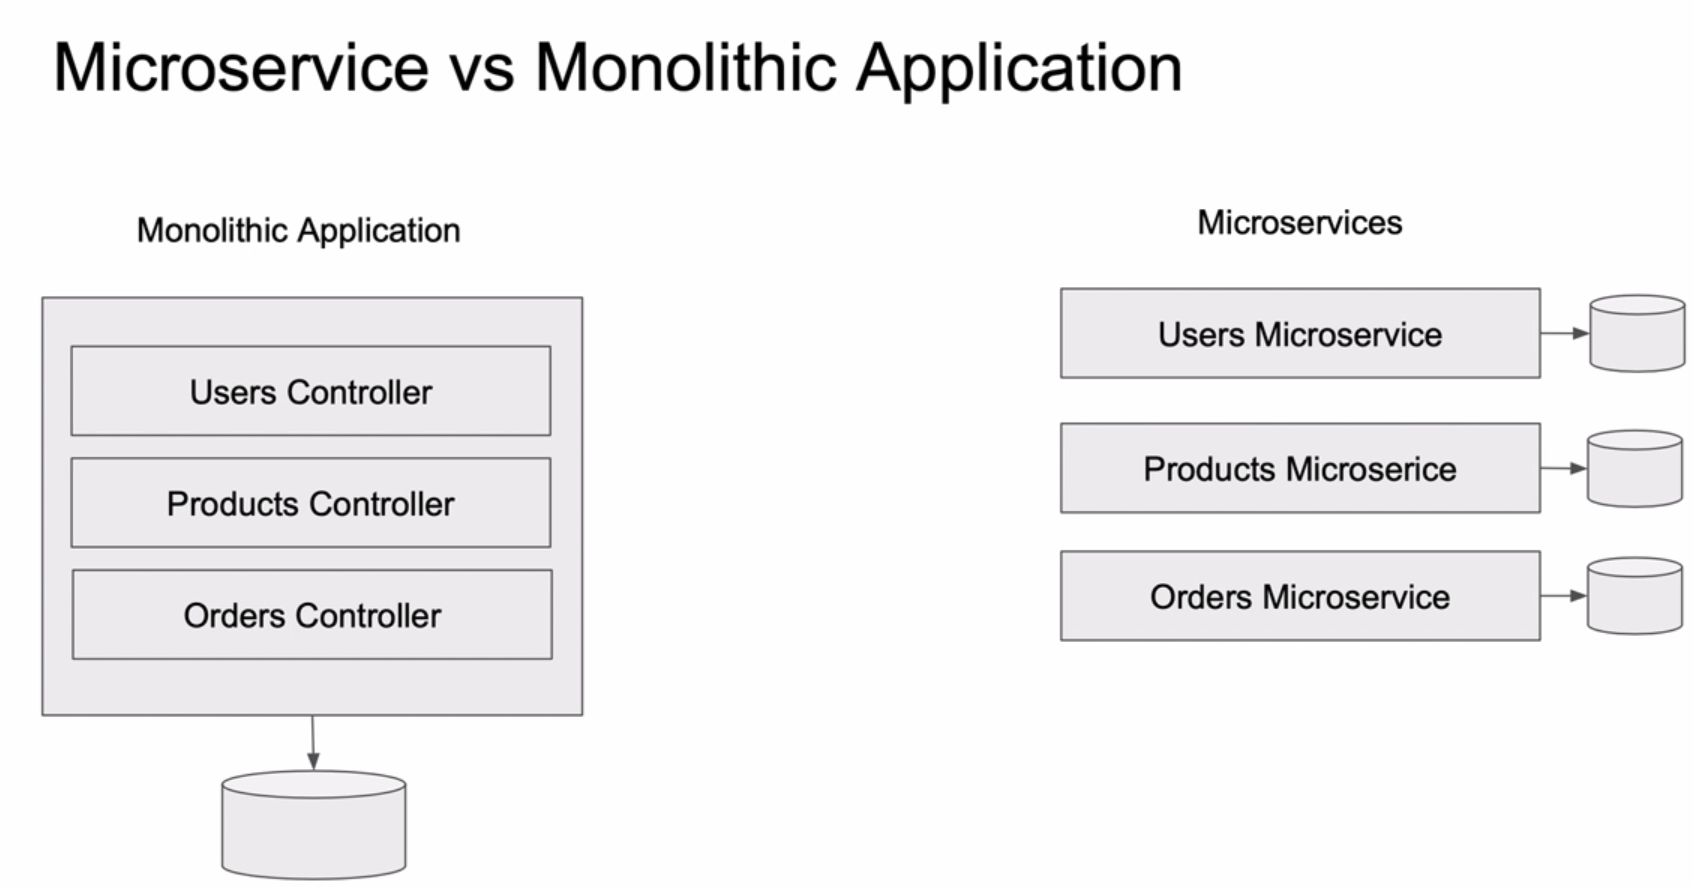 Microservice vs Monolithic Application
Monolithic Application
Users Controller
Products Controller
Orders Controller
Microservices
Users Microservice
Products Microserice
Orders Microservice